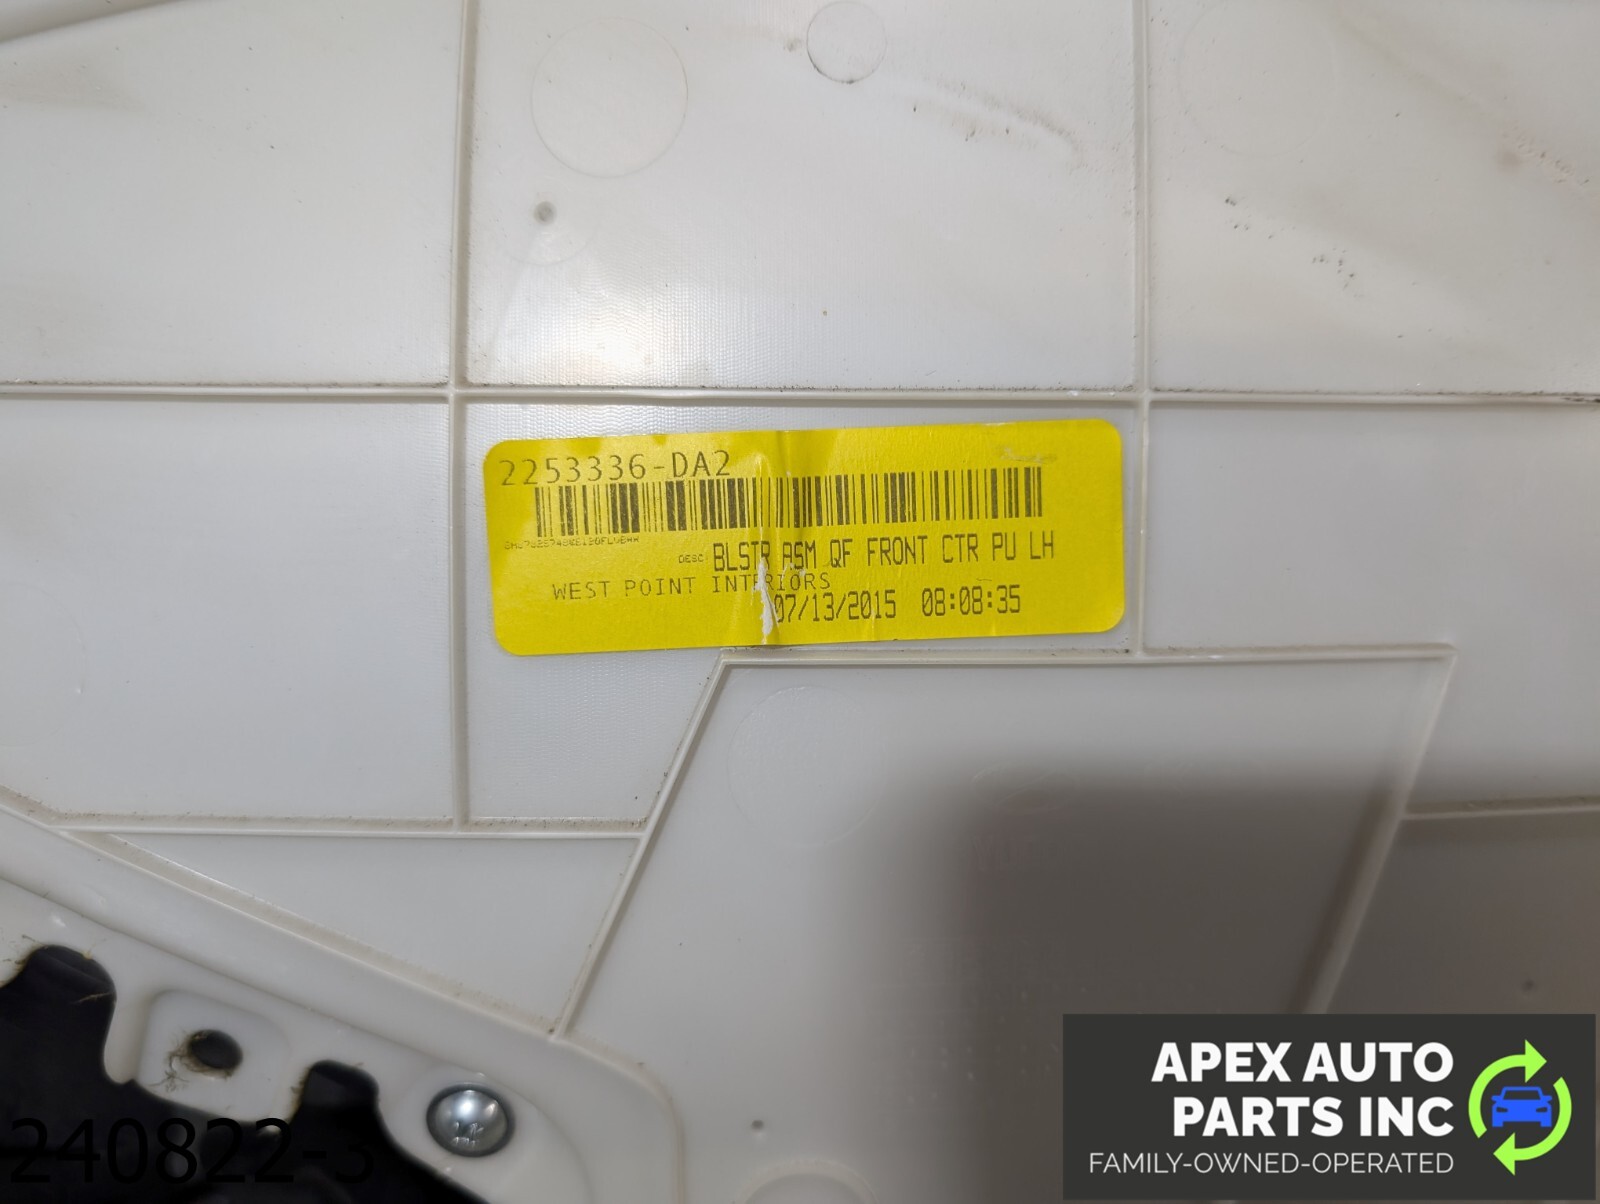 2253336-DA2
DESC: BLSTR ASM QF FRONT CTR PU LH
WEST POINT INTERIORS
07/13/2015 08:08:35
240822-3
APEX AUTO
PARTS INC
FAMILY-OWNED-OPERATED